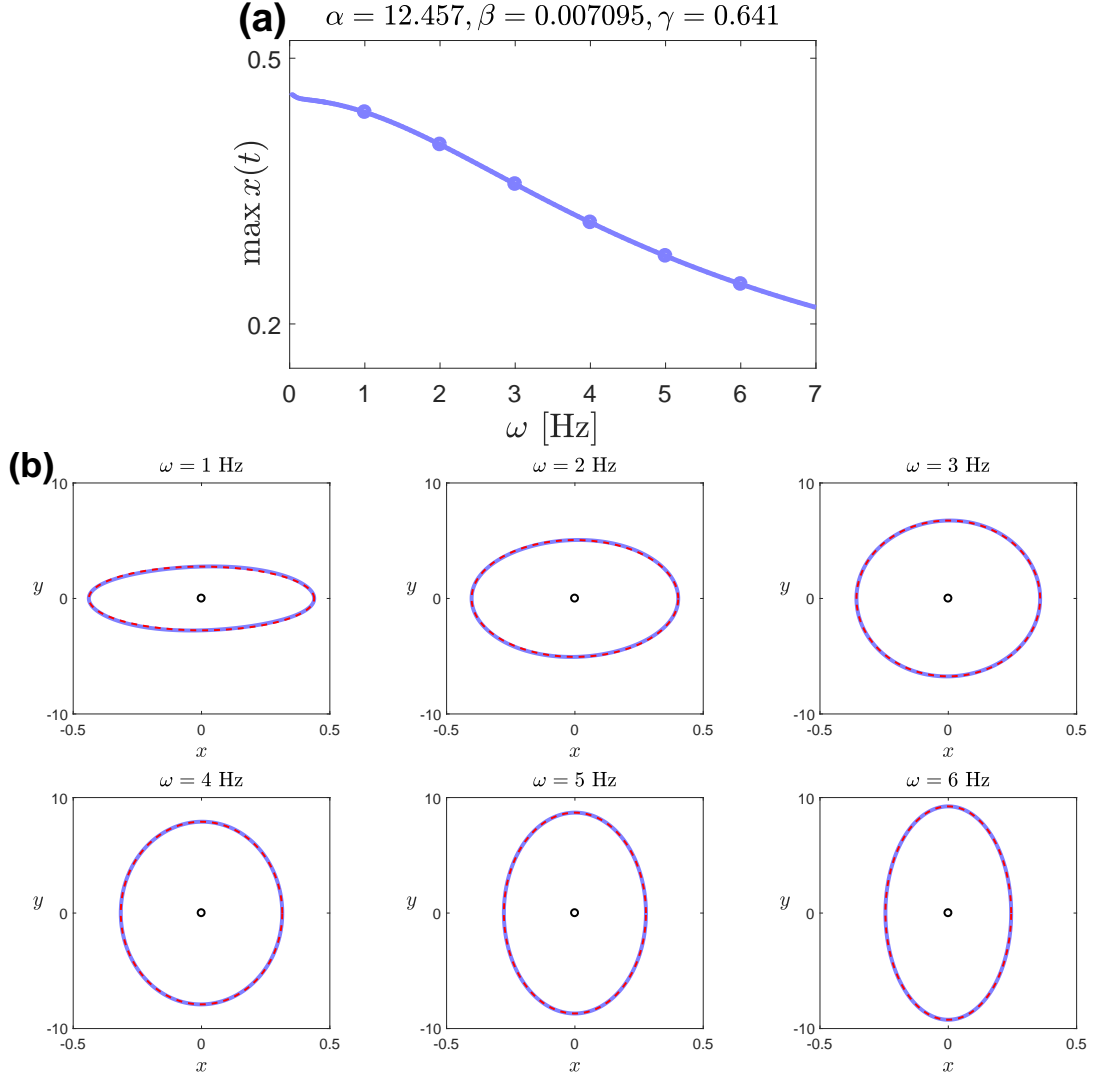 (a) α = 12.457, β = 0.007095, γ = 0.641
0.5
max x(t)
0.2
0 1 2 3 4 5 6 7
ω [Hz]
(b)
ω = 1 Hz ω = 2 Hz ω = 3 Hz
10 10 10
y 0 y 0 y 0
-10 -10 -10
-0.5 0 0.5 -0.5 0 0.5 -0.5 0 0.5
x x x
ω = 4 Hz ω = 5 Hz ω = 6 Hz
10 10 10
y 0 y 0 y 0
-10 -10 -10
-0.5 0 0.5 -0.5 0 0.5 -0.5 0 0.5
x x x